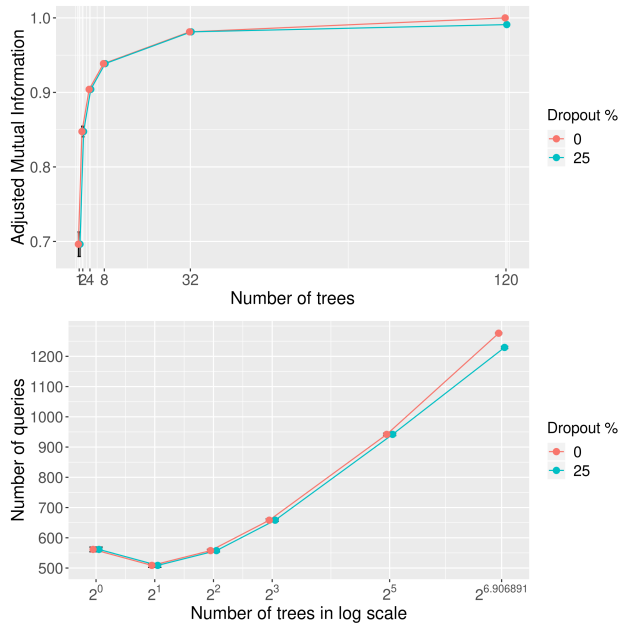 1.0
0.9
0.8
0.7
Adjusted Mutual Information
1 2 4 8 32 120
Number of trees
Dropout %
0
25
1200
1100
1000
900
800
700
600
500
Number of queries
2^0 2^1 2^2 2^3 2^5 2^6.906891
Number of trees in log scale
Dropout %
0
25